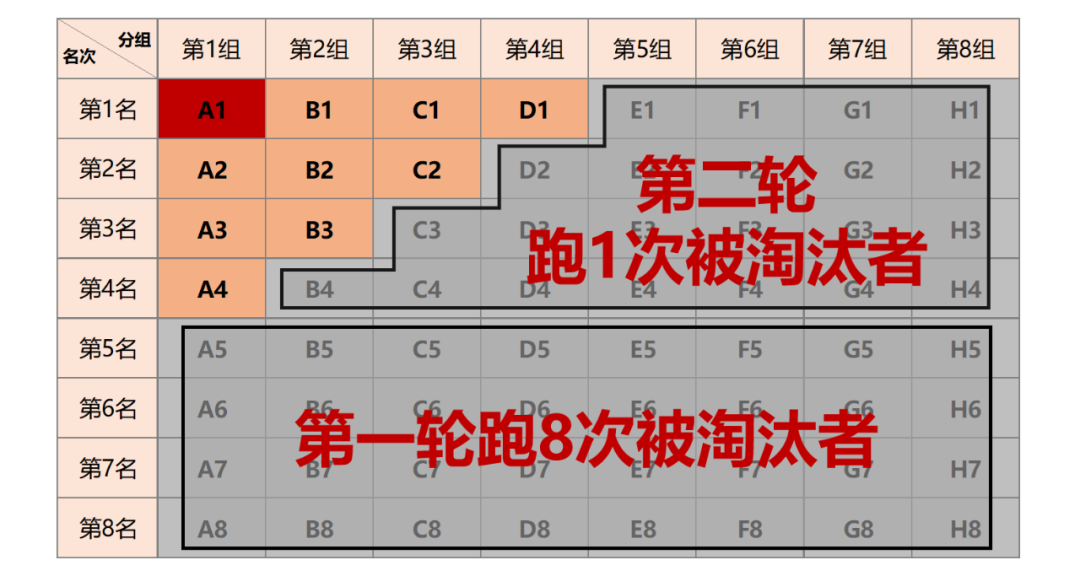 分组
名次
第1组 第2组 第3组 第4组 第5组 第6组 第7组 第8组
第1名 A1 B1 C1 D1 E1 F1 G1 H1
第2名 A2 B2 C2 D2 F2 G2 H2
第二轮
第3名 A3 B3 C3 D3 E3 F3 G3 H3
跑1次被淘汰者
第4名 A4 B4 C4 D4 E4 F4 G4 H4
第5名 A5 B5 C5 D5 E5 F5 G5 H5
第6名 A6 B6 C6 D6 E6 F6 G6 H6
第一轮跑8次被淘汰者
第7名 A7 B7 C7 D7 E7 F7 G7 H7
第8名 A8 B8 C8 D8 E8 F8 G8 H8